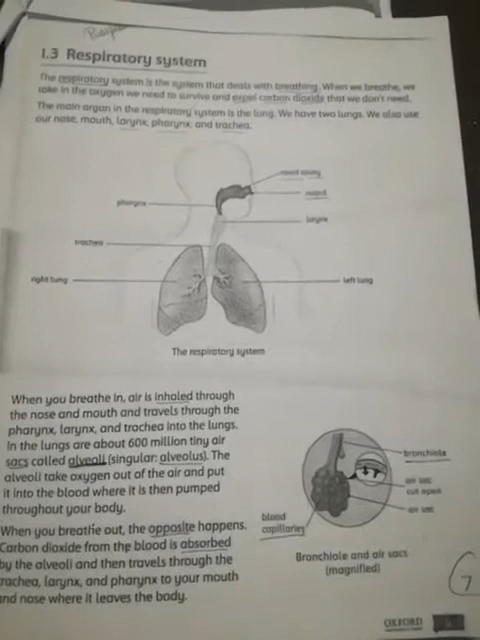 1.3 Respiratory system
The respiratory system is the system that deals with breathing. When we breathe, we
take in the oxygen we need to survive and expel carbon dioxide that we don't need.
The main organ in the respiratory system is the lung. We have two lungs. We also use
our nose, mouth, larynx, pharynx, and trachea.
nasal cavity
mouth
pharynx
larynx
trachea
right lung
left lung
The respiratory system
When you breathe in, air is inhaled through
the nose and mouth and travels through the
pharynx, larynx, and trachea into the lungs.
In the lungs are about 600 million tiny air
sacs called alveoli (singular: alveolus). The
alveoli take oxygen out of the air and put
it into the blood where it is then pumped
throughout your body.
When you breathe out, the opposite happens.
Carbon dioxide from the blood is absorbed
by the alveoli and then travels through the
trachea, larynx, and pharynx to your mouth
and nose where it leaves the body.
bronchiole
air sac
cut open
air sac
blood
capillaries
Bronchiole and air sacs
(magnified)
7
OXFORD